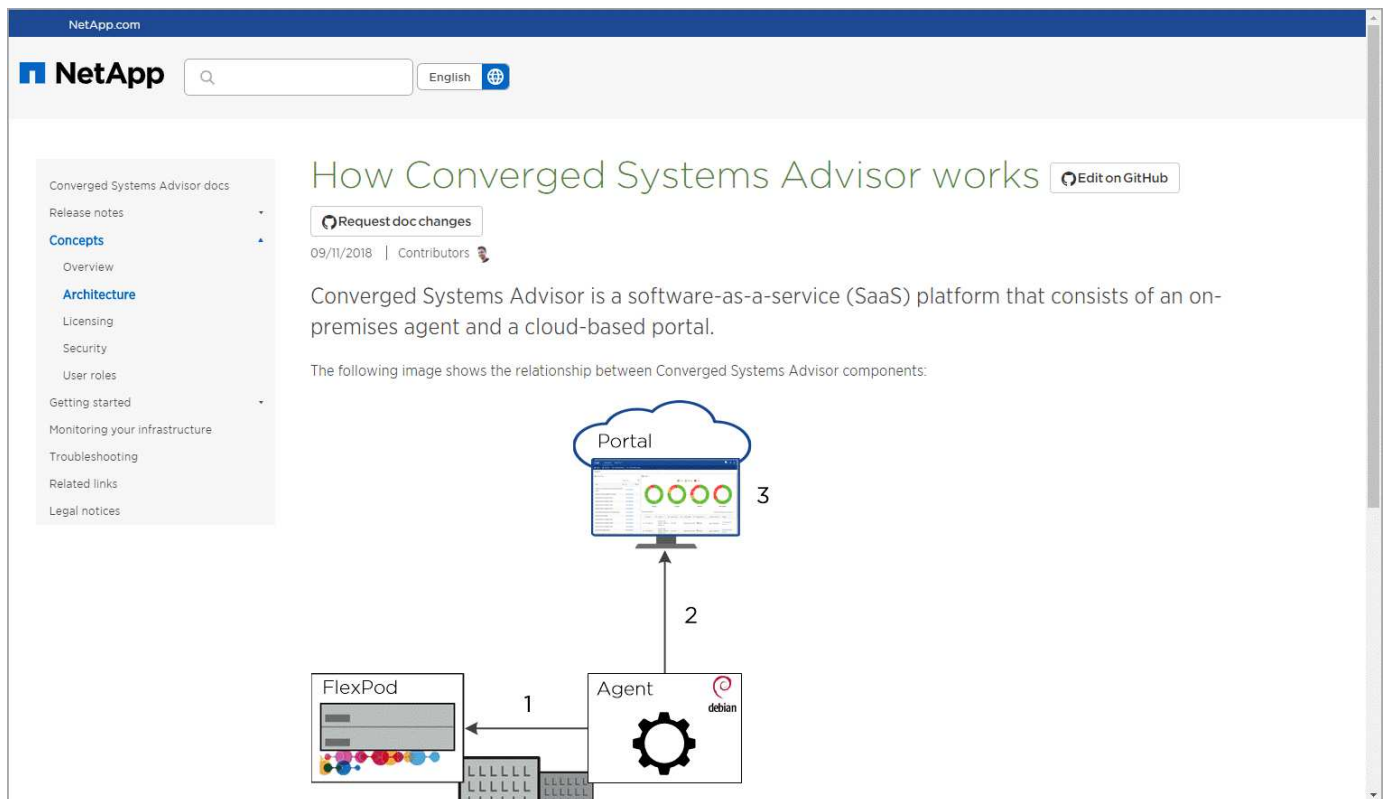 NetApp.com
NetApp
English
Converged Systems Advisor docs
Release notes
Concepts
Overview
Architecture
Licensing
Security
User roles
Getting started
Monitoring your infrastructure
Troubleshooting
Related links
Legal notices
How Converged Systems Advisor works
Edit on GitHub
Request doc changes
09/11/2018 | Contributors
Converged Systems Advisor is a software-as-a-service (SaaS) platform that consists of an on-
premises agent and a cloud-based portal.
The following image shows the relationship between Converged Systems Advisor components:
Portal
3
2
FlexPod
1
Agent
debian
LLLLLL
LLLLL
LLLLLL
LLLLL